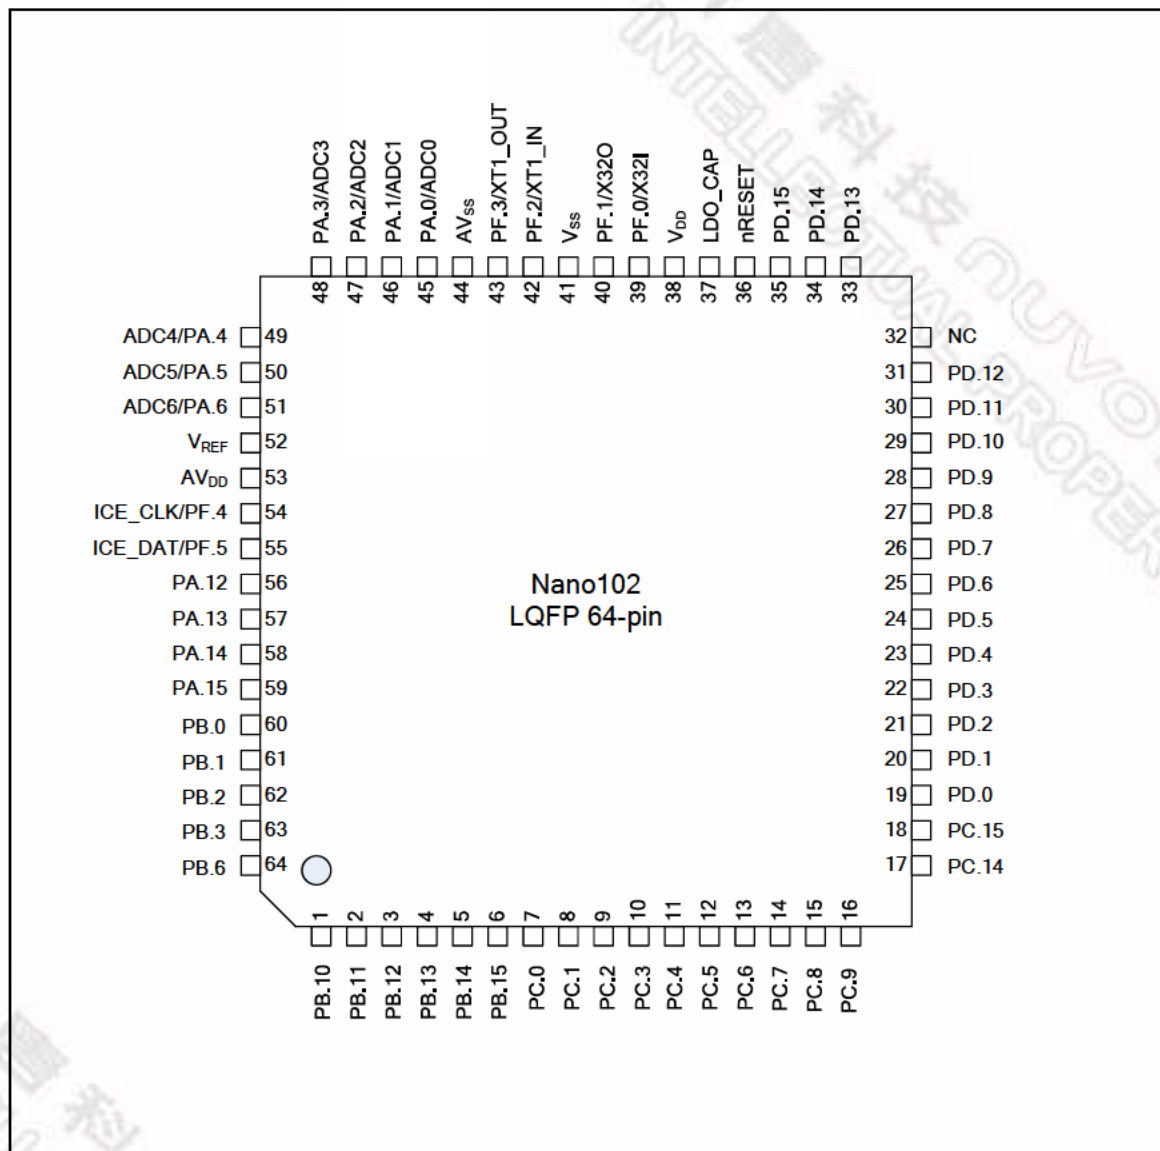 PA.3/ADC3
PA.2/ADC2
PA.1/ADC1
PA.0/ADC0
AVSS
PF.3/XT1_OUT
PF.2/XT1_IN
VSS
PF.1/X32O
PF.0/X32I
VDD
LDO_CAP
nRESET
PD.15
PD.14
PD.13
48 47 46 45 44 43 42 41 40 39 38 37 36 35 34 33
ADC4/PA.4 49
ADC5/PA.5 50
ADC6/PA.6 51
VREF 52
AVDD 53
ICE_CLK/PF.4 54
ICE_DAT/PF.5 55
PA.12 56
PA.13 57
PA.14 58
PA.15 59
PB.0 60
PB.1 61
PB.2 62
PB.3 63
PB.6 64
Nano102
LQFP 64-pin
32 NC
31 PD.12
30 PD.11
29 PD.10
28 PD.9
27 PD.8
26 PD.7
25 PD.6
24 PD.5
23 PD.4
22 PD.3
21 PD.2
20 PD.1
19 PD.0
18 PC.15
17 PC.14
1 2 3 4 5 6 7 8 9 10 11 12 13 14 15 16
PB.10
PB.11
PB.12
PB.13
PB.14
PB.15
PC.0
PC.1
PC.2
PC.3
PC.4
PC.5
PC.6
PC.7
PC.8
PC.9